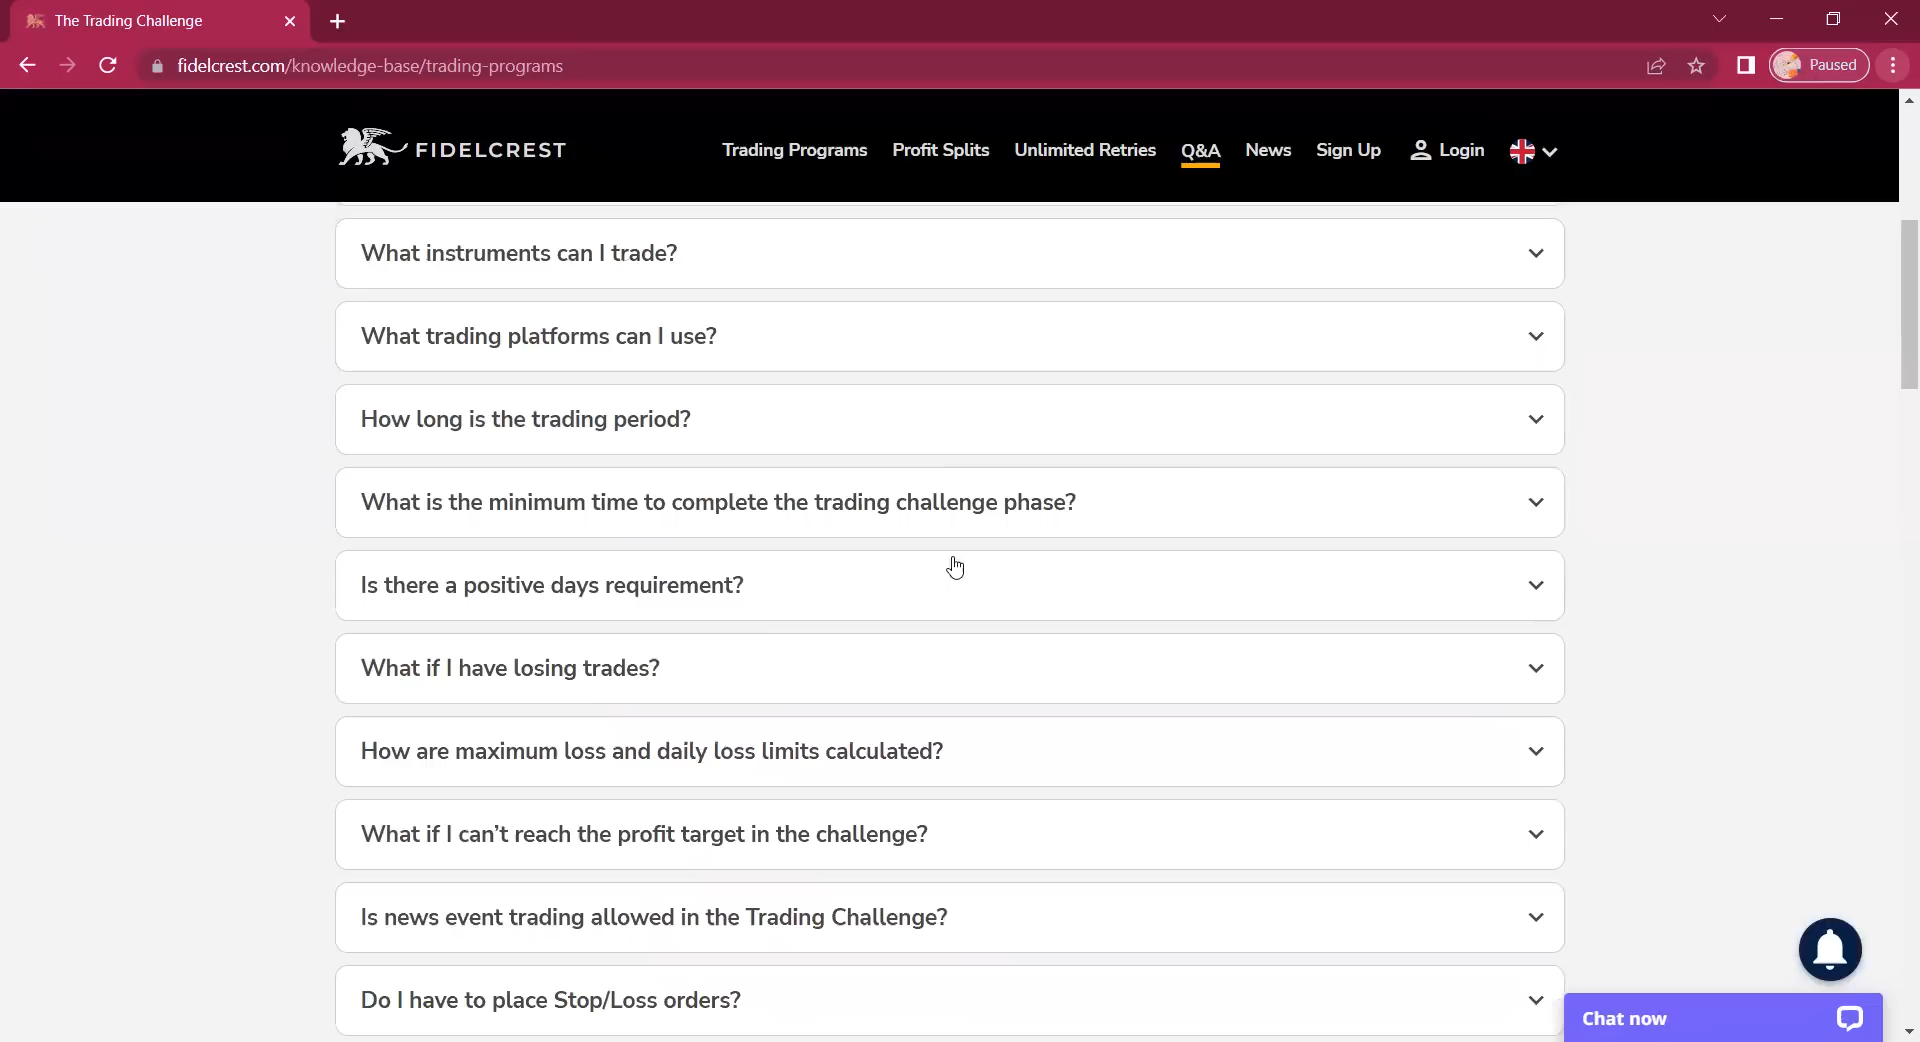 The Trading Challenge
fidelcrest.com/knowledge-base/trading-programs
Paused
FIDELCREST
Trading Programs
Profit Splits
Unlimited Retries
Q&A
News
Sign Up
Login
What instruments can I trade?
What trading platforms can I use?
How long is the trading period?
What is the minimum time to complete the trading challenge phase?
Is there a positive days requirement?
What if I have losing trades?
How are maximum loss and daily loss limits calculated?
What if I can’t reach the profit target in the challenge?
Is news event trading allowed in the Trading Challenge?
Do I have to place Stop/Loss orders?
Chat now